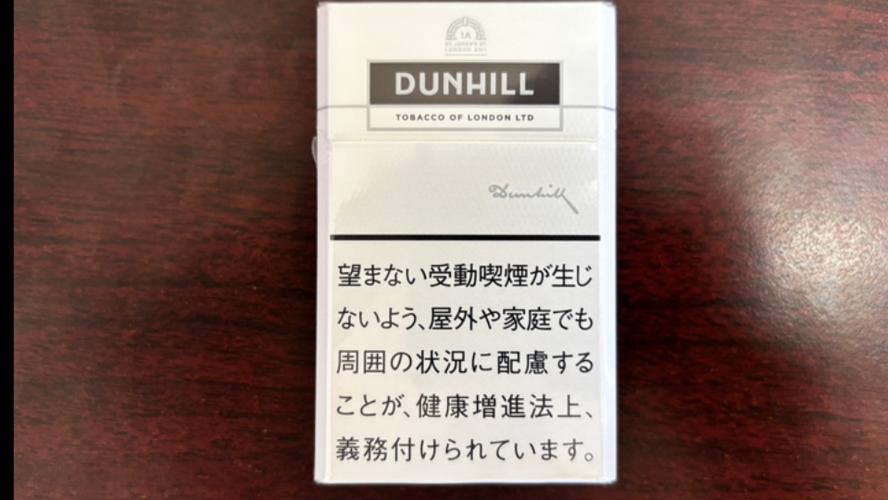 1A
DUNHILL
TOBACCO OF LONDON LTD
Dunhill
望まない受動喫煙が生じ
ないよう、屋外や家庭でも
周囲の状況に配慮する
ことが、健康増進法上、
義務付けられています。